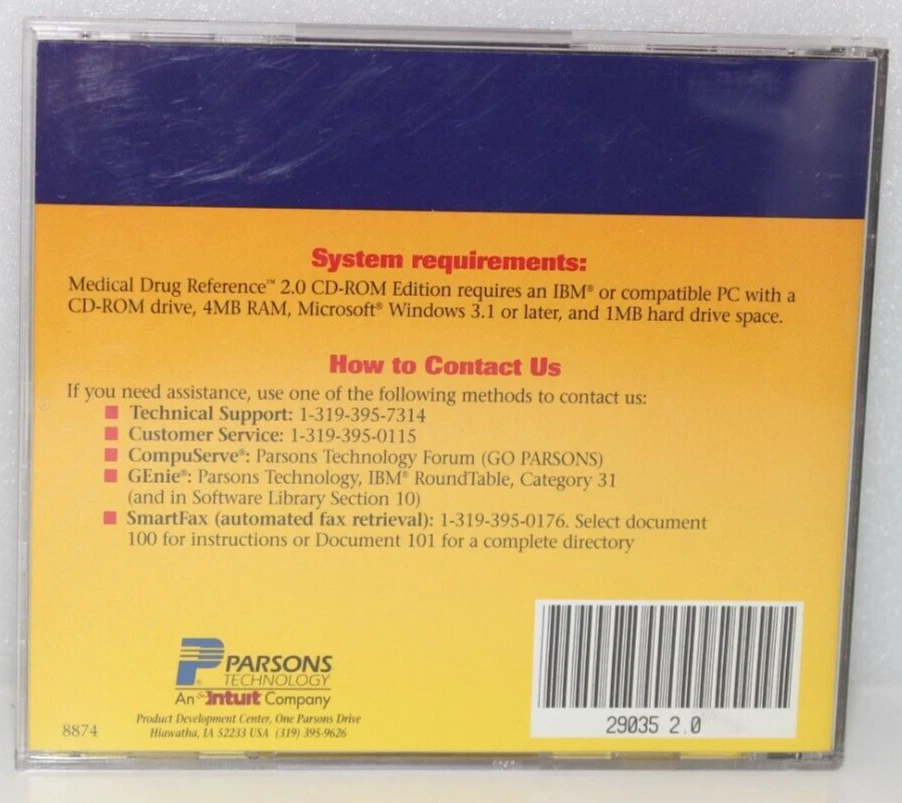 System requirements:
Medical Drug Reference™ 2.0 CD-ROM Edition requires an IBM® or compatible PC with a
CD-ROM drive, 4MB RAM, Microsoft® Windows 3.1 or later, and 1MB hard drive space.
How to Contact Us
If you need assistance, use one of the following methods to contact us:
■ Technical Support: 1-319-395-7314
■ Customer Service: 1-319-395-0115
■ CompuServe®: Parsons Technology Forum (GO PARSONS)
■ GEnie®: Parsons Technology, IBM® RoundTable, Category 31
(and in Software Library Section 10)
■ SmartFax (automated fax retrieval): 1-319-395-0176. Select document
100 for instructions or Document 101 for a complete directory
P® PARSONS
TECHNOLOGY
An Intuit Company
Product Development Center, One Parsons Drive
Hiawatha, IA 52233 USA (319) 395-9626
8874
29035 2.0